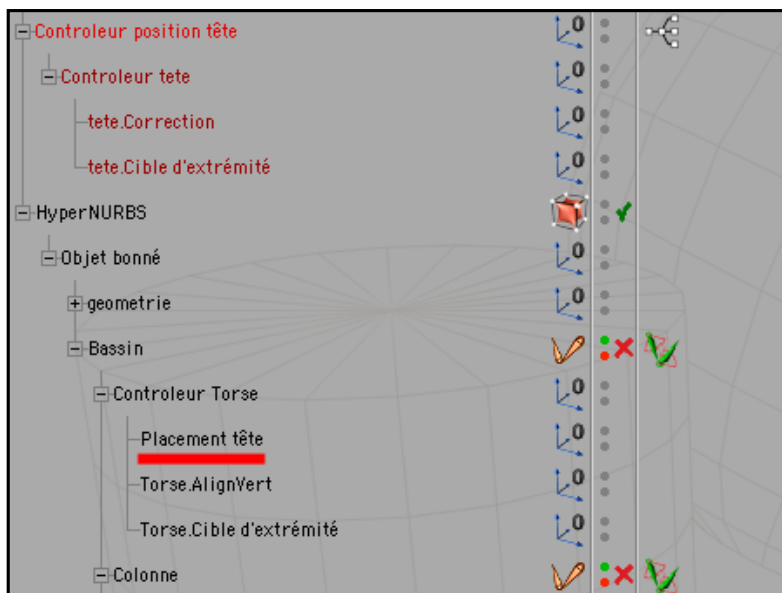 Controleur position tête
Controleur tete
tete.Correction
tete.Cible d'extrémité
HyperNURBS
Objet bonné
geometrie
Bassin
Controleur Torse
Placement tête
Torse.AlignVert
Torse.Cible d'extrémité
Colonne